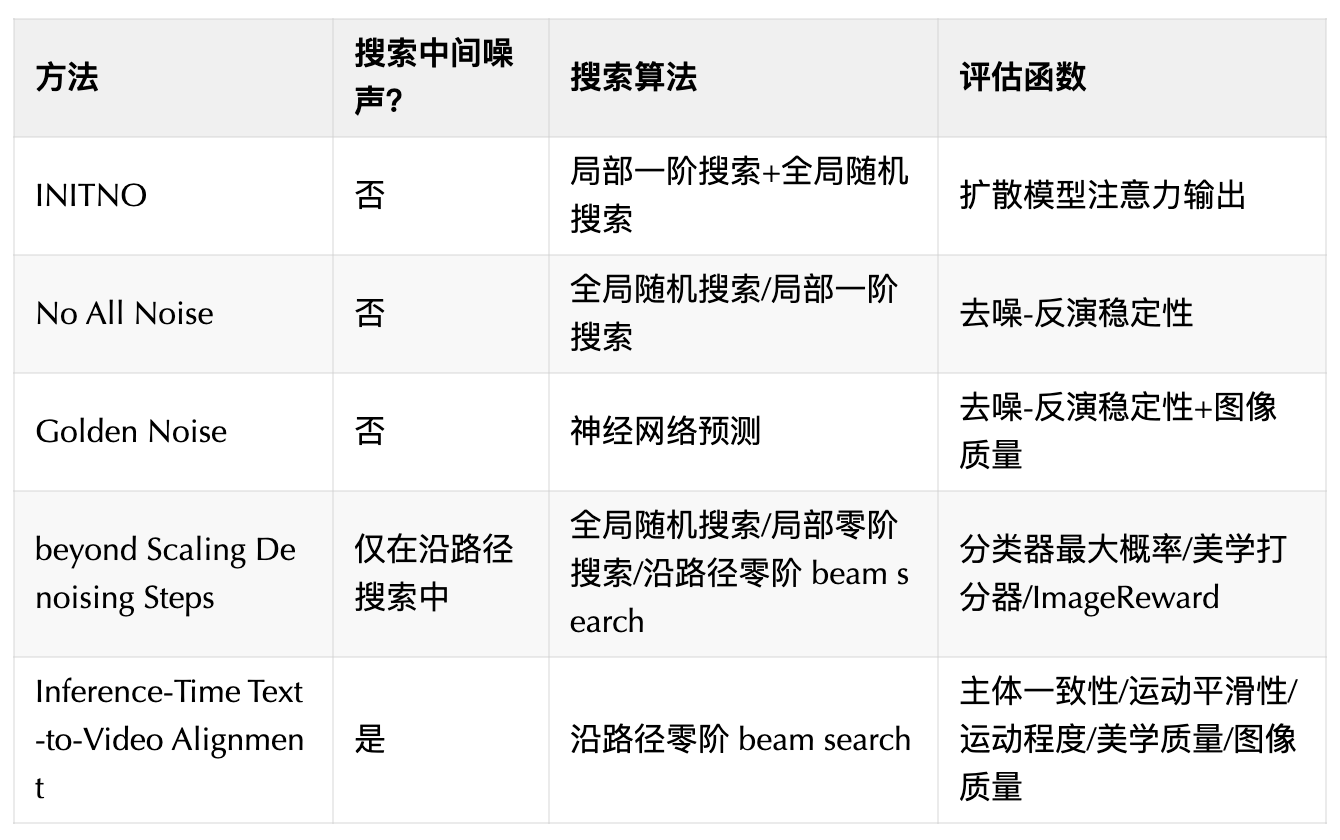 方法
搜索中间噪
声?
搜索算法
评估函数
INITNO
否
局部一阶搜索+全局随机
搜索
扩散模型注意力输出
No All Noise
否
全局随机搜索/局部一阶
搜索
去噪-反演稳定性
Golden Noise
否
神经网络预测
去噪-反演稳定性+图像
质量
beyond Scaling De
noising Steps
仅在沿路径
搜索中
全局随机搜索/局部零阶
搜索/沿路径零阶 beam s
earch
分类器最大概率/美学打
分器/ImageReward
Inference-Time Text
-to-Video Alignmen
t
是
沿路径零阶 beam search
主体一致性/运动平滑性/
运动程度/美学质量/图像
质量